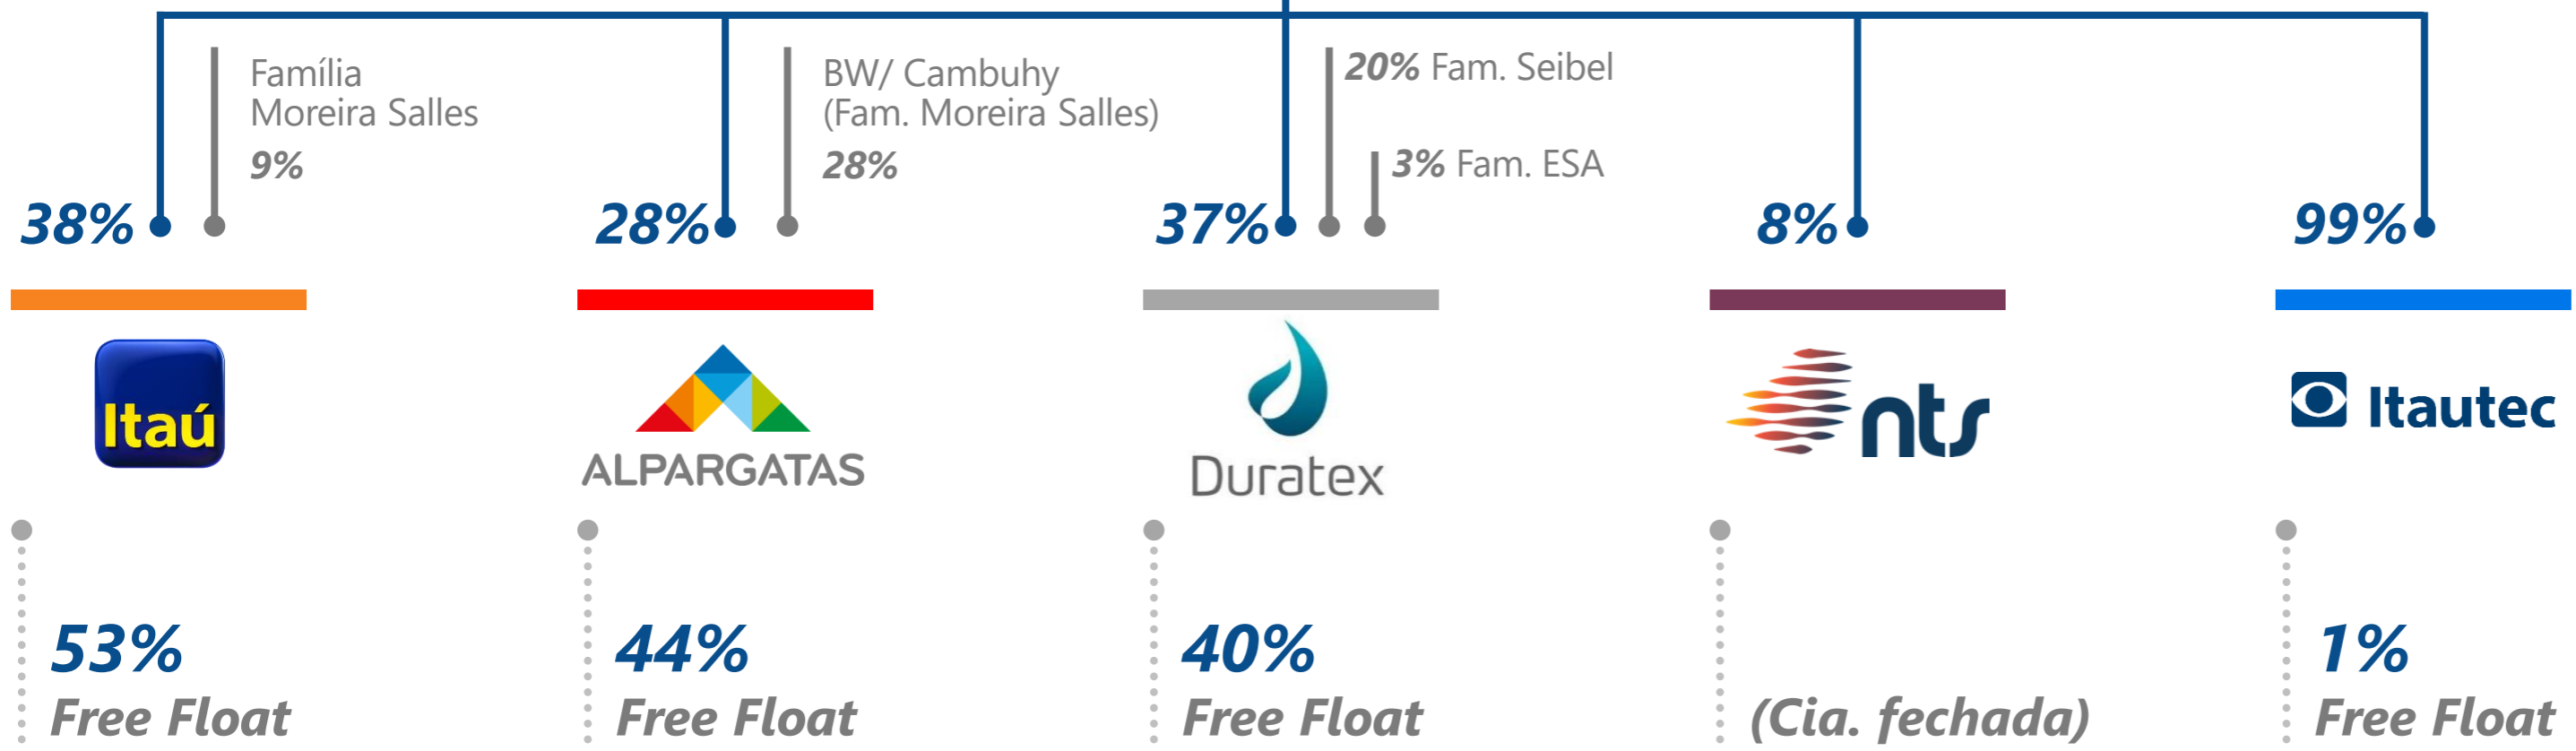 Família
Moreira Salles
9%
BW/ Cambuhy
(Fam. Moreira Salles)
28%
20% Fam. Seibel
3% Fam. ESA
38%
28%
37%
8%
99%
Itaú
ALPARGATAS
Duratex
nts
Itautec
53%
Free Float
44%
Free Float
40%
Free Float
(Cia. fechada)
1%
Free Float